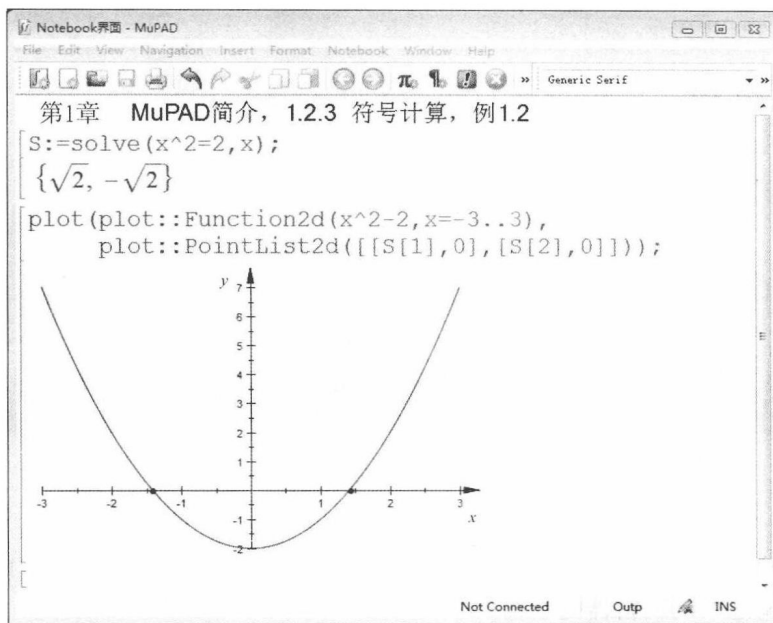 Notebook界面 - MuPAD
File Edit View Navigation Insert Format Notebook Window Help
π » Generic Serif »
第1章 MuPAD简介，1.2.3 符号计算，例1.2
S:=solve(x^2=2,x);
{√2, -√2}
plot(plot::Function2d(x^2-2,x=-3..3),
plot::PointList2d([[S[1],0],[S[2],0]]));
y
7
6
5
4
3
2
1
-3 -2 -1 0 1 2 3
x
-1
-2
Not Connected Outp INS